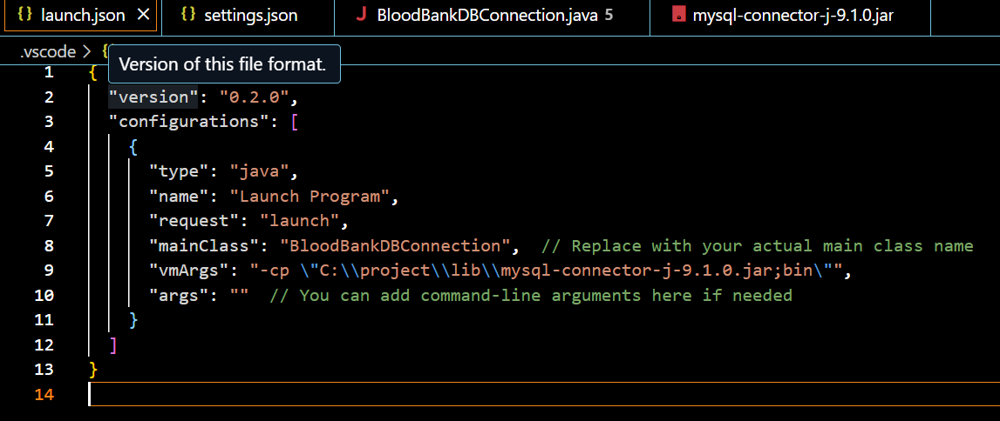 {} launch.json ✕ {} settings.json J BloodBankDBConnection.java 5 mysql-connector-j-9.1.0.jar
.vscode > {
Version of this file format.
1 {
2 "version": "0.2.0",
3 "configurations": [
4 {
5 "type": "java",
6 "name": "Launch Program",
7 "request": "launch",
8 "mainClass": "BloodBankDBConnection", // Replace with your actual main class name
9 "vmArgs": "-cp \"C:\\project\\lib\\mysql-connector-j-9.1.0.jar;bin\"",
10 "args": "" // You can add command-line arguments here if needed
11 }
12 ]
13 }
14